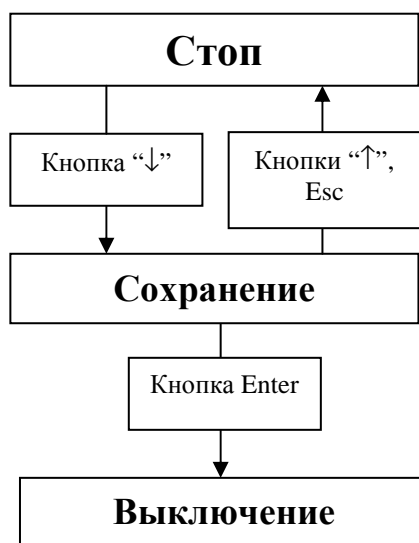 Стоп
Кнопка “↓”
Кнопки “↑”,
Esc
Сохранение
Кнопка Enter
Выключение